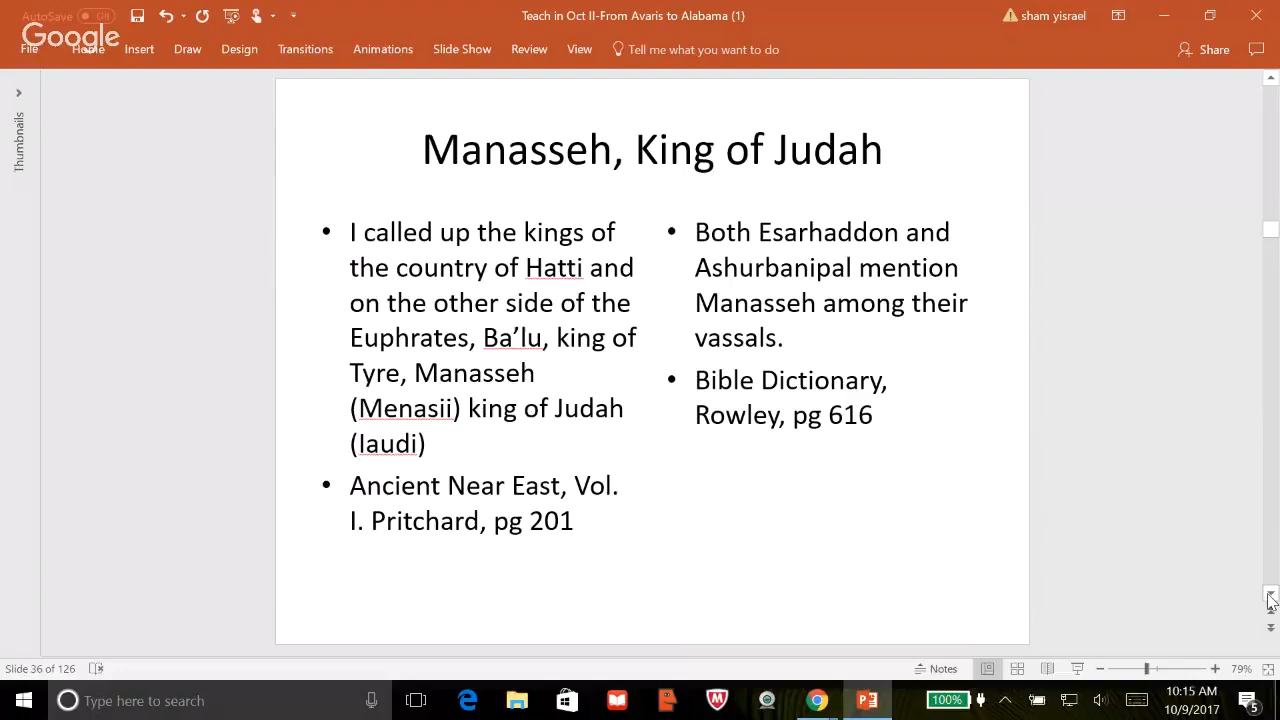 AutoSave Off
Teach in Oct II-From Avaris to Alabama (1)
sham yisrael
Google
File Home Insert Draw Design Transitions Animations Slide Show Review View Tell me what you want to do
Share
Thumbnails
Manasseh, King of Judah
• I called up the kings of
the country of Hatti and
on the other side of the
Euphrates, Ba’lu, king of
Tyre, Manasseh
(Menasii) king of Judah
(Iaudi)
• Ancient Near East, Vol.
I. Pritchard, pg 201
• Both Esarhaddon and
Ashurbanipal mention
Manasseh among their
vassals.
• Bible Dictionary,
Rowley, pg 616
Slide 36 of 126
Notes
79%
Type here to search
100%
10:15 AM
10/9/2017
5